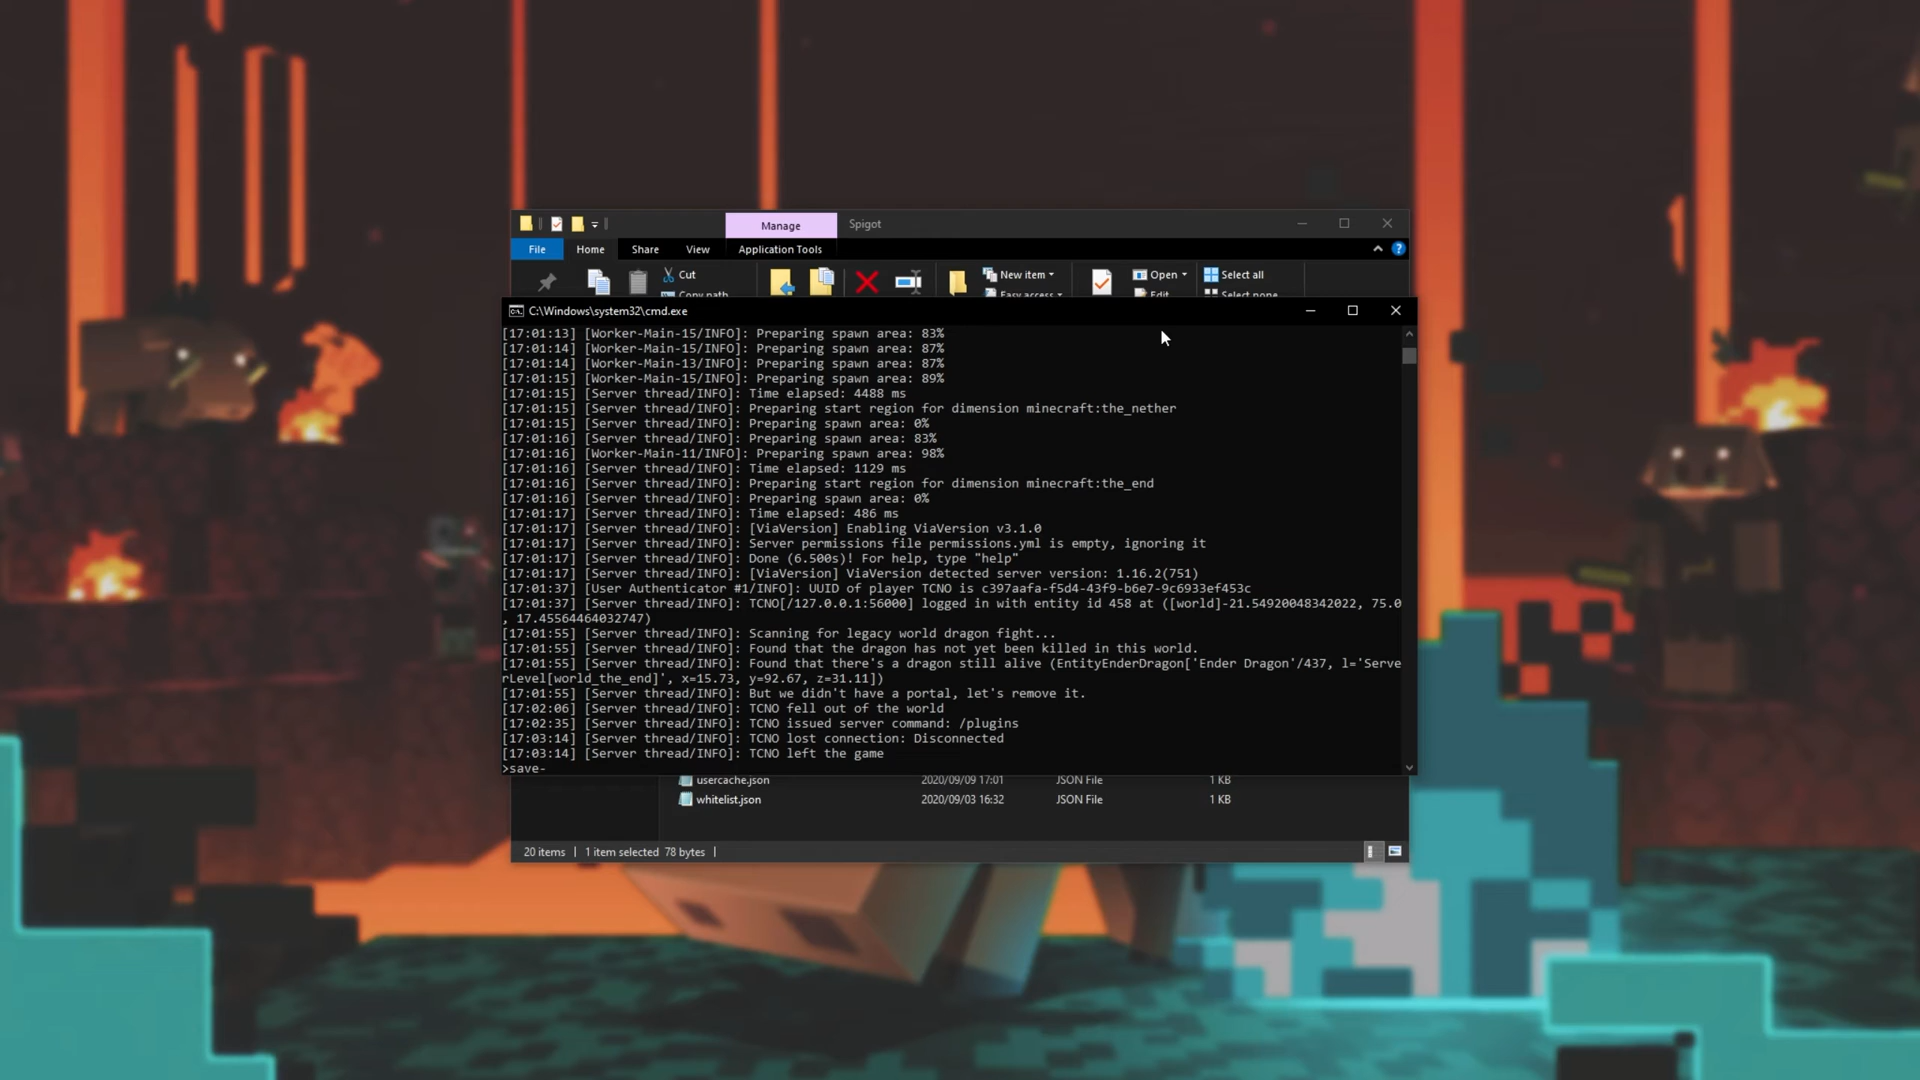 Manage Spigot
File Home Share View Application Tools
Cut New item Open Select all
Copy path Easy access Edit Select none
C:\Windows\system32\cmd.exe
[17:01:13] [Worker-Main-15/INFO]: Preparing spawn area: 83%
[17:01:14] [Worker-Main-15/INFO]: Preparing spawn area: 87%
[17:01:14] [Worker-Main-13/INFO]: Preparing spawn area: 87%
[17:01:15] [Worker-Main-15/INFO]: Preparing spawn area: 89%
[17:01:15] [Server thread/INFO]: Time elapsed: 4488 ms
[17:01:15] [Server thread/INFO]: Preparing start region for dimension minecraft:the_nether
[17:01:15] [Server thread/INFO]: Preparing spawn area: 0%
[17:01:16] [Server thread/INFO]: Preparing spawn area: 83%
[17:01:16] [Worker-Main-11/INFO]: Preparing spawn area: 98%
[17:01:16] [Server thread/INFO]: Time elapsed: 1129 ms
[17:01:16] [Server thread/INFO]: Preparing start region for dimension minecraft:the_end
[17:01:16] [Server thread/INFO]: Preparing spawn area: 0%
[17:01:17] [Server thread/INFO]: Time elapsed: 486 ms
[17:01:17] [Server thread/INFO]: [ViaVersion] Enabling ViaVersion v3.1.0
[17:01:17] [Server thread/INFO]: Server permissions file permissions.yml is empty, ignoring it
[17:01:17] [Server thread/INFO]: Done (6.500s)! For help, type "help"
[17:01:17] [Server thread/INFO]: [ViaVersion] ViaVersion detected server version: 1.16.2(751)
[17:01:37] [User Authenticator #1/INFO]: UUID of player TCNO is c397aafa-f5d4-43f9-b6e7-9c6933ef453c
[17:01:37] [Server thread/INFO]: TCNO[/127.0.0.1:56000] logged in with entity id 458 at ([world]-21.54920048342022, 75.0
, 17.45564464032747)
[17:01:55] [Server thread/INFO]: Scanning for legacy world dragon fight...
[17:01:55] [Server thread/INFO]: Found that the dragon has not yet been killed in this world.
[17:01:55] [Server thread/INFO]: Found that there's a dragon still alive (EntityEnderDragon['Ender Dragon'/437, l='Serve
rLevel[world_the_end]', x=15.73, y=92.67, z=31.11])
[17:01:55] [Server thread/INFO]: But we didn't have a portal, let's remove it.
[17:02:06] [Server thread/INFO]: TCNO fell out of the world
[17:02:35] [Server thread/INFO]: TCNO issued server command: /plugins
[17:03:14] [Server thread/INFO]: TCNO lost connection: Disconnected
[17:03:14] [Server thread/INFO]: TCNO left the game
>save-
usercache.json 2020/09/09 17:01 JSON File 1 KB
whitelist.json 2020/09/03 16:32 JSON File 1 KB
20 items 1 item selected 78 bytes